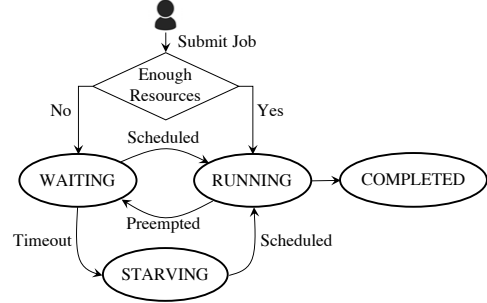 Submit Job
Enough
Resources
No
Yes
Scheduled
WAITING
RUNNING
COMPLETED
Preempted
Timeout
Scheduled
STARVING